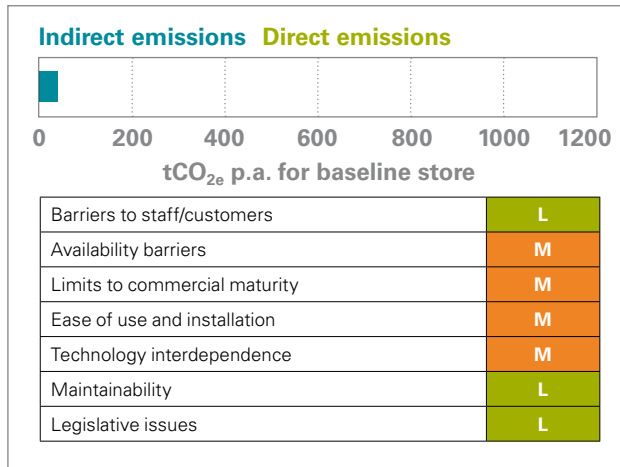 Indirect emissions Direct emissions
0 200 400 600 800 1000 1200
tCO2e p.a. for baseline store
Barriers to staff/customers L
Availability barriers M
Limits to commercial maturity M
Ease of use and installation M
Technology interdependence M
Maintainability L
Legislative issues L